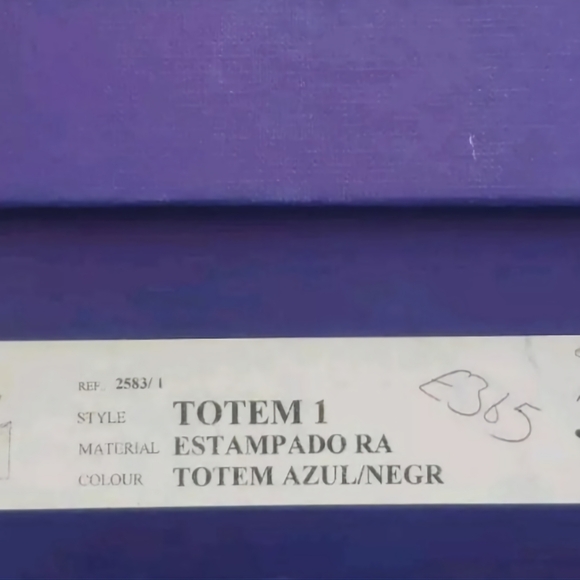 REF. 2583/1
STYLE TOTEM 1
MATERIAL ESTAMPADO RA
COLOUR TOTEM AZUL/NEGR
£365